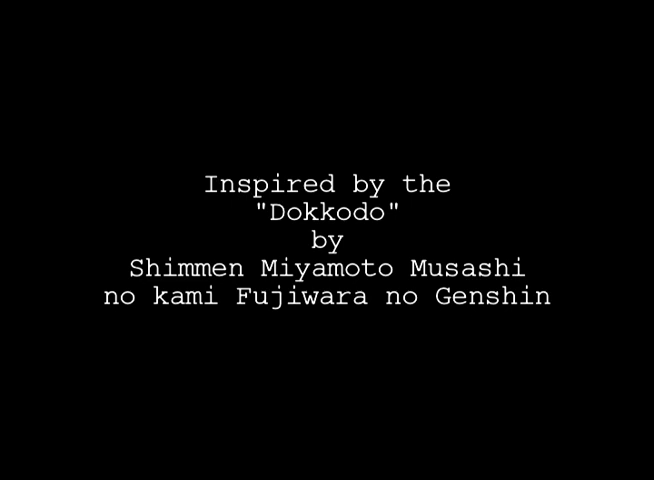 Inspired by the
"Dokkodo"
by
Shimmen Miyamoto Musashi
no kami Fujiwara no Genshin